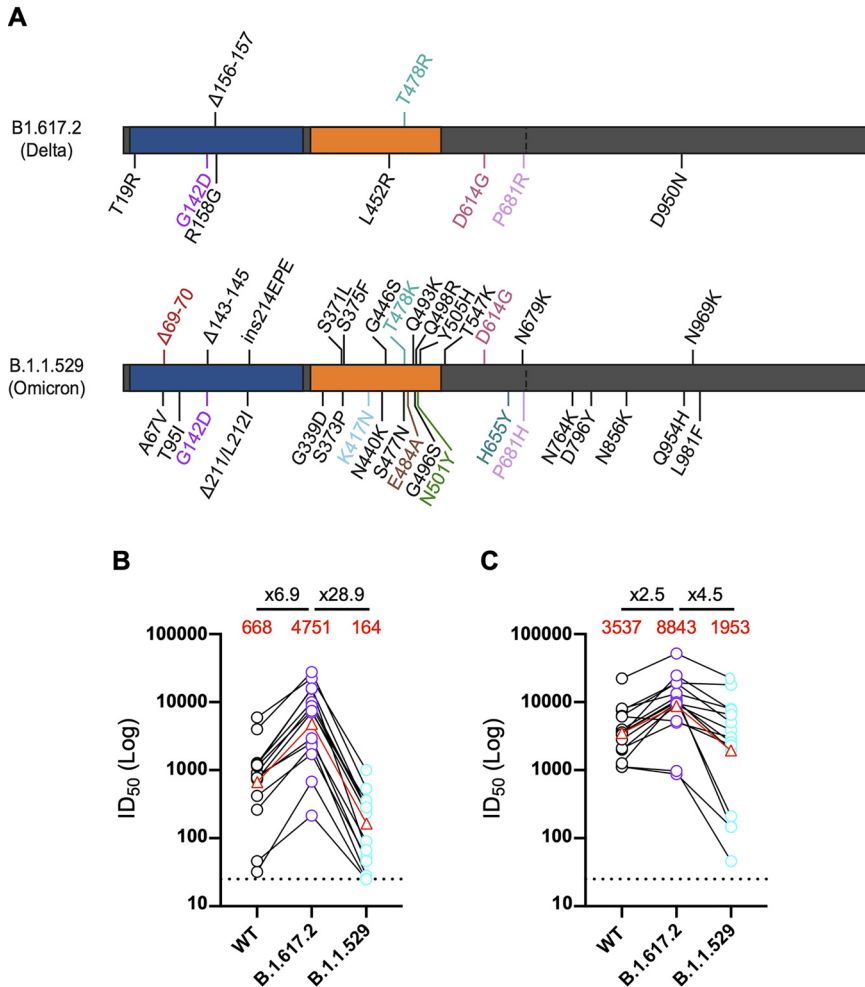 A
Δ156-157
T478R
B1.617.2
(Delta)
T19R
G142D
R158G
L452R
D614G
P681R
D950N
Δ69-70
Δ143-145
ins214EPE
S371L
S375F
G446S
T478K
Q493K
Q498R
Y505H
T547K
D614G
N679K
N969K
B.1.1.529
(Omicron)
A67V
T95I
G142D
Δ211/L212I
G339D
S373P
K417N
N440K
S477N
E484A
G496S
N501Y
H655Y
P681H
N764K
D796Y
N856K
Q954H
L981F
B
x6.9 x28.9
668 4751 164
100000
10000
1000
100
10
ID50 (Log)
WT
B.1.617.2
B.1.1.529
C
x2.5 x4.5
3537 8843 1953
100000
10000
1000
100
10
ID50 (Log)
WT
B.1.617.2
B.1.1.529